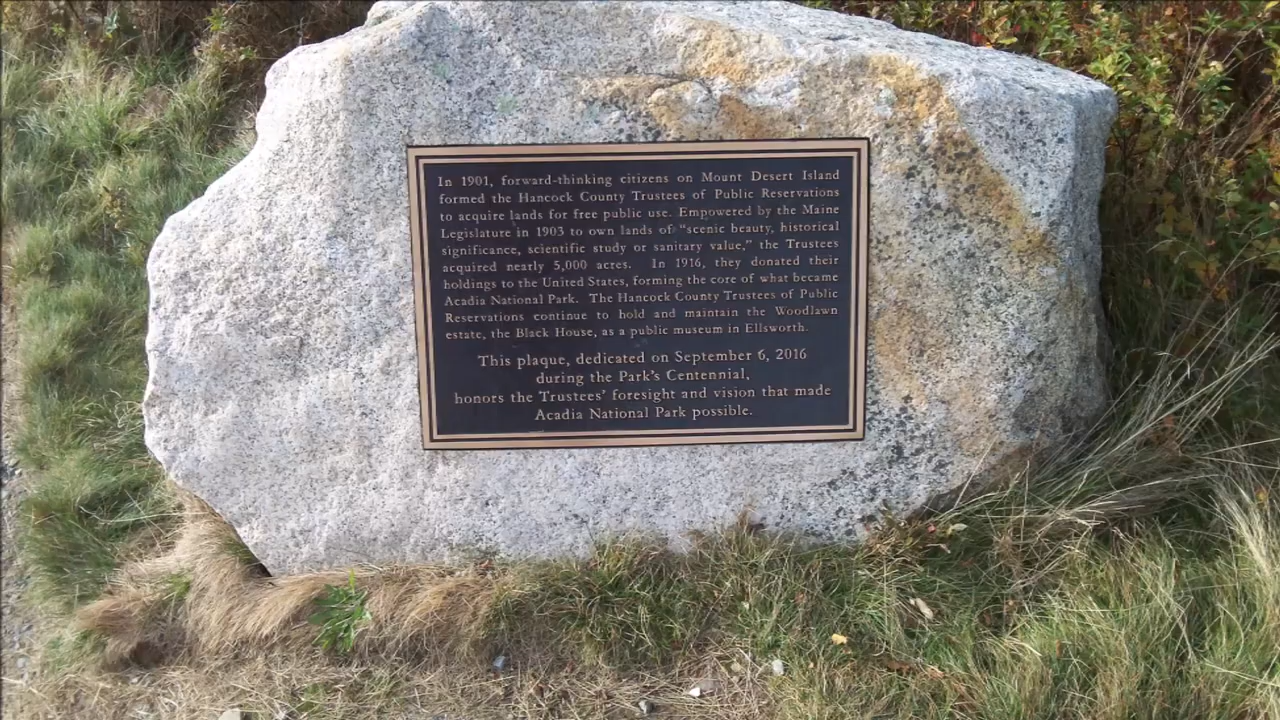 In 1901, forward-thinking citizens on Mount Desert Island
formed the Hancock County Trustees of Public Reservations
to acquire lands for free public use. Empowered by the Maine
Legislature in 1903 to own lands of “scenic beauty, historical
significance, scientific study or sanitary value,” the Trustees
acquired nearly 5,000 acres. In 1916, they donated their
holdings to the United States, forming the core of what became
Acadia National Park. The Hancock County Trustees of Public
Reservations continue to hold and maintain the Woodlawn
estate, the Black House, as a public museum in Ellsworth.
This plaque, dedicated on September 6, 2016
during the Park’s Centennial,
honors the Trustees’ foresight and vision that made
Acadia National Park possible.